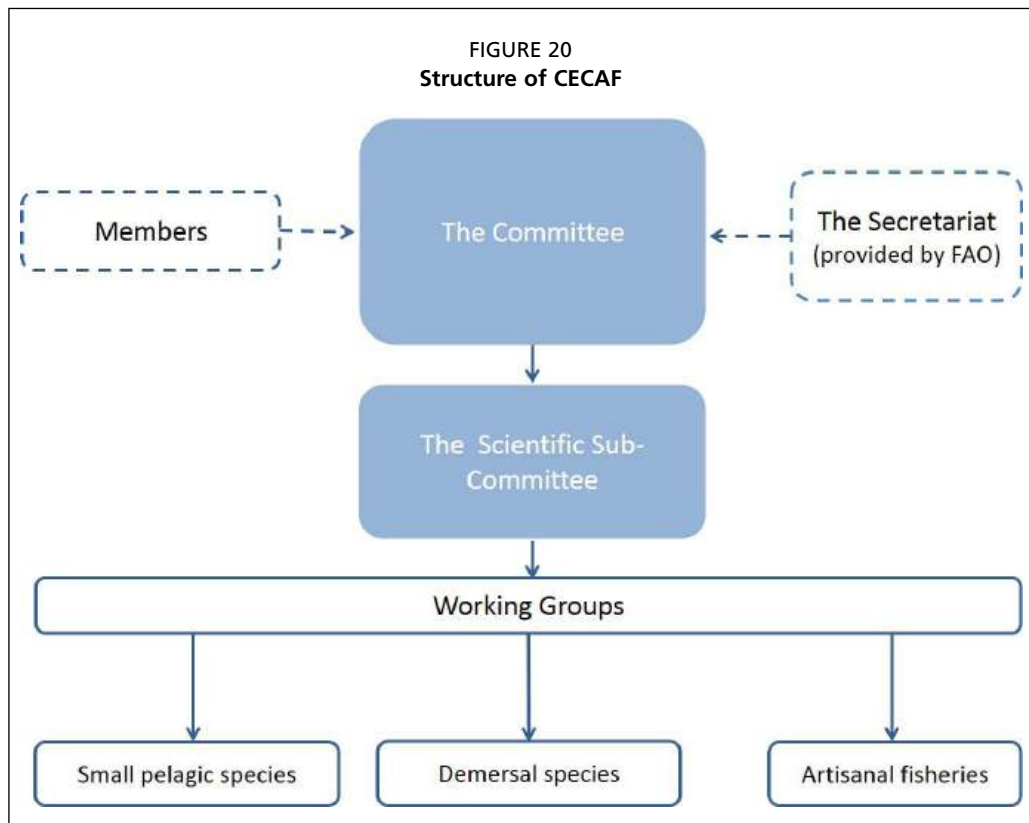 FIGURE 20
Structure of CECAF
Members
The Committee
The Secretariat
(provided by FAO)
The Scientific Sub-
Committee
Working Groups
Small pelagic species
Demersal species
Artisanal fisheries